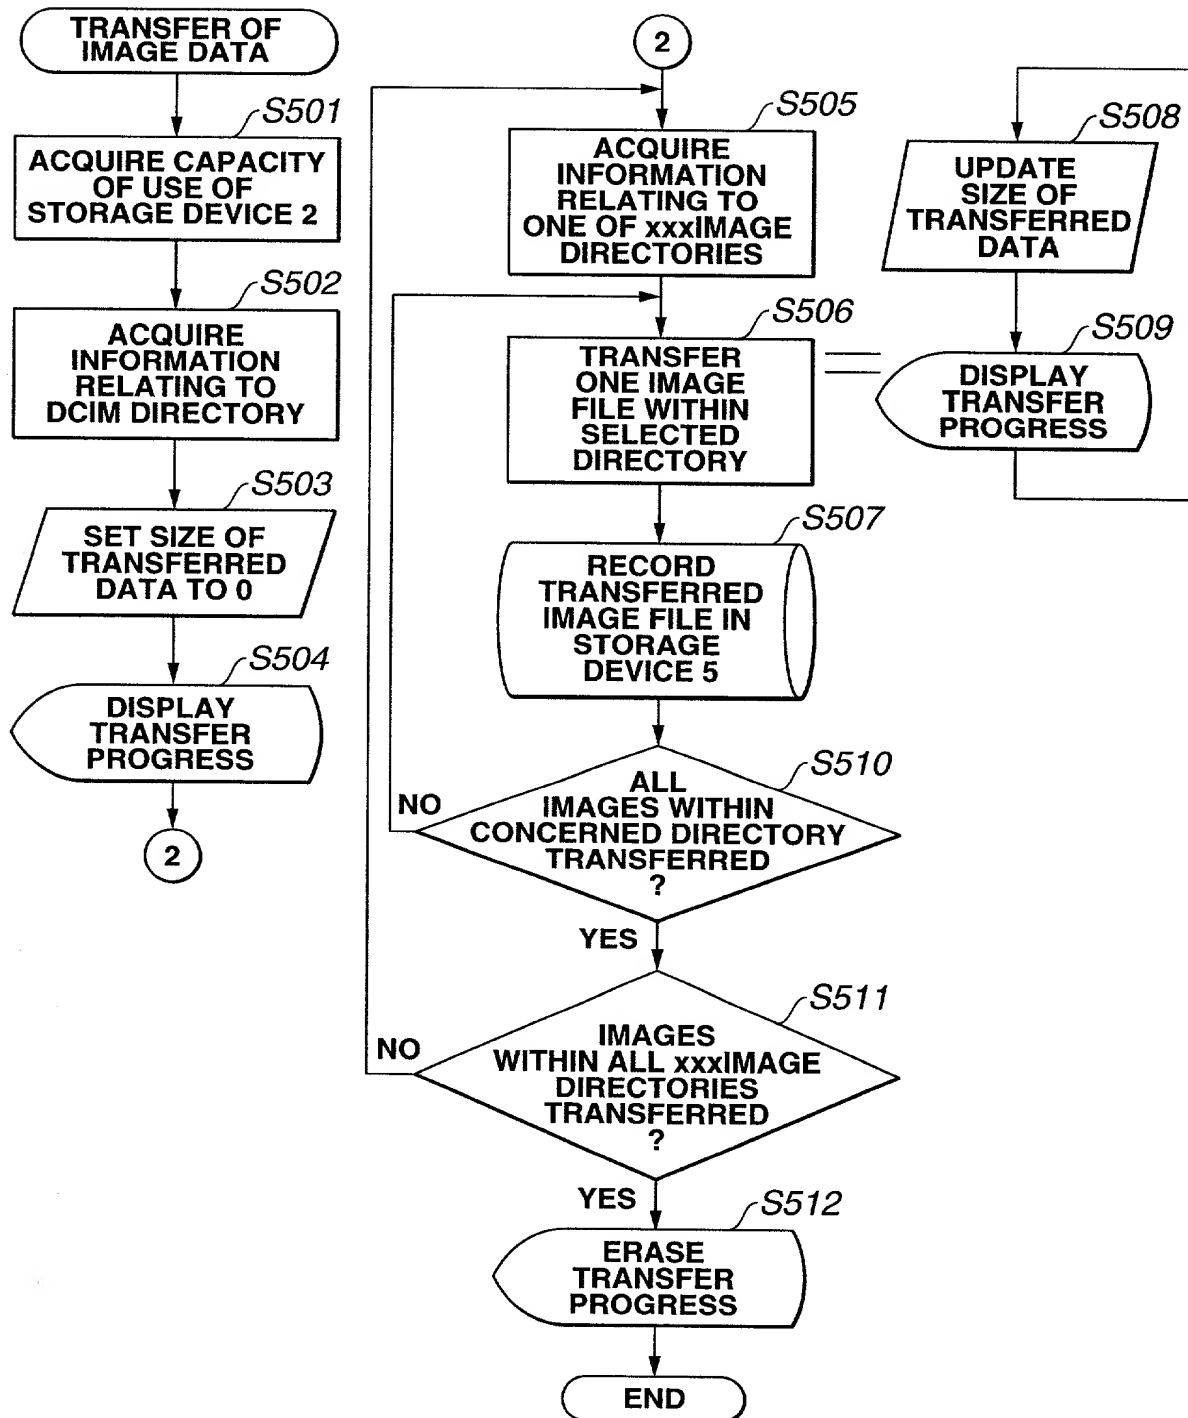 TRANSFER OF
IMAGE DATA
S501
ACQUIRE CAPACITY
OF USE OF
STORAGE DEVICE 2
S502
ACQUIRE
INFORMATION
RELATING TO
DCIM DIRECTORY
S503
SET SIZE OF
TRANSFERRED
DATA TO 0
S504
DISPLAY
TRANSFER
PROGRESS
2
2
S505
ACQUIRE
INFORMATION
RELATING TO
ONE OF xxxIMAGE
DIRECTORIES
S506
TRANSFER
ONE IMAGE
FILE WITHIN
SELECTED
DIRECTORY
S507
RECORD
TRANSFERRED
IMAGE FILE IN
STORAGE
DEVICE 5
S510
ALL
IMAGES WITHIN
CONCERNED DIRECTORY
TRANSFERRED
?
NO
YES
S511
IMAGES
WITHIN ALL xxxIMAGE
DIRECTORIES
TRANSFERRED
?
NO
YES
S512
ERASE
TRANSFER
PROGRESS
END
S508
UPDATE
SIZE OF
TRANSFERRED
DATA
S509
DISPLAY
TRANSFER
PROGRESS